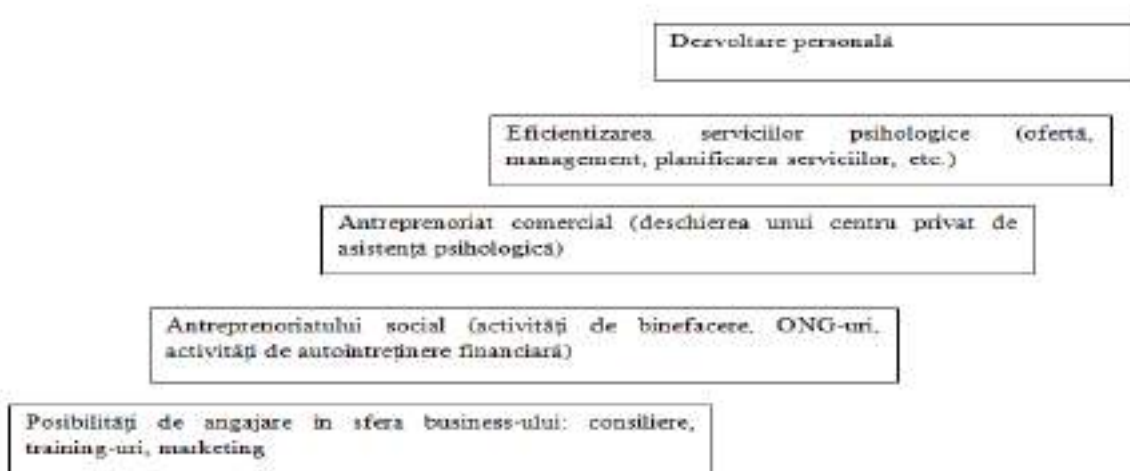 Dezvoltare personală
Eficientizarea serviciilor psihologice (ofertă,
management, planificarea serviciilor, etc.)
Antreprenoriat comercial (deschierea unui centru privat de
asistență psihologică)
Antreprenoriatului social (activități de binefacere, ONG-uri,
activități de autoîntreținere financiară)
Posibilități de angajare în sfera business-ului: consiliere,
training-uri, marketing